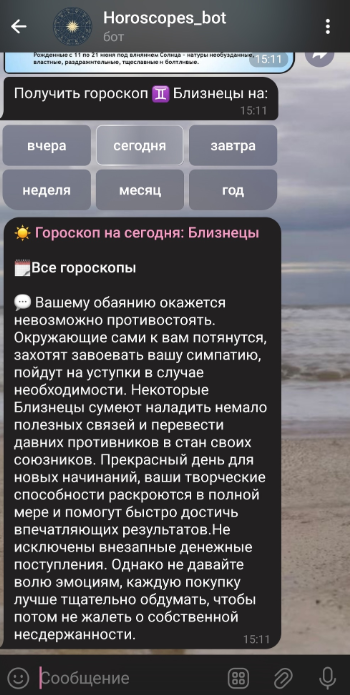 Horoscopes_bot
бот
Рожденные с 11 по 21 июня под влиянием Солнца - натуры необузданные,
властные, раздражительные, тщеславные и болтливые.
15:11
Получить гороскоп ♊ Близнецы на:
15:11
вчера сегодня завтра
неделя месяц год
☀️ Гороскоп на сегодня: Близнецы
🗓Все гороскопы
💬 Вашему обаянию окажется
невозможно противостоять.
Окружающие сами к вам потянутся,
захотят завоевать вашу симпатию,
пойдут на уступки в случае
необходимости. Некоторые
Близнецы сумеют наладить немало
полезных связей и перевести
давних противников в стан своих
союзников. Прекрасный день для
новых начинаний, ваши творческие
способности раскроются в полной
мере и помогут быстро достичь
впечатляющих результатов.Не
исключены внезапные денежные
поступления. Однако не давайте
волю эмоциям, каждую покупку
лучше тщательно обдумать, чтобы
потом не жалеть о собственной
несдержанности.
15:11
Сообщение